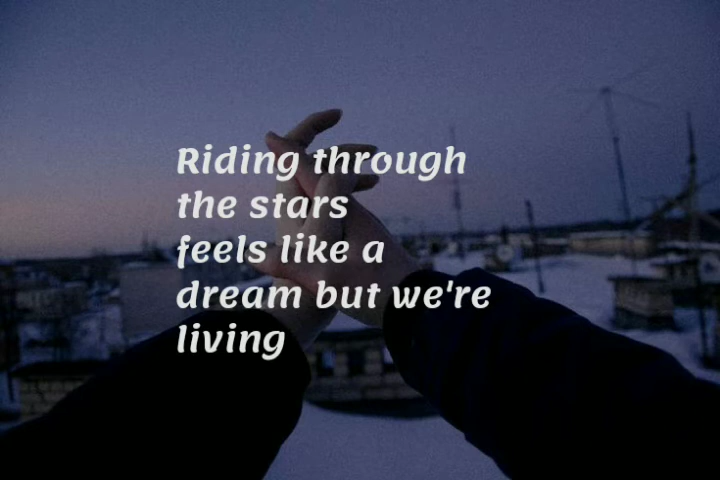 Riding through
the stars
feels like a
dream but we're
living